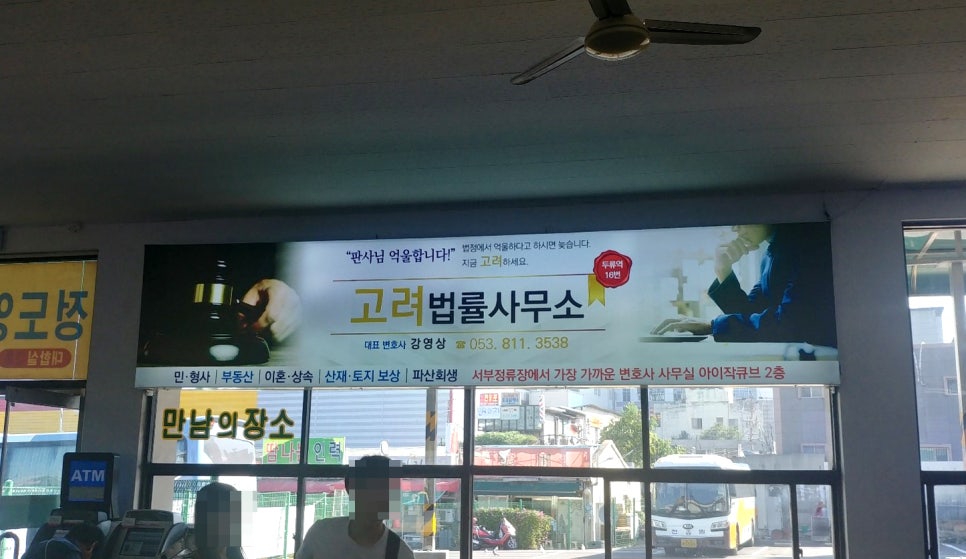 "판사님 억울합니다!"
법정에서 억울하다고 하시면 늦습니다.
지금 고려하세요.
두류역
16번
고려법률사무소
대표 변호사 강영상 ☎ 053. 811. 3538
민·형사 | 부동산 | 이혼·상속 | 산재·토지 보상 | 파산회생
서부정류장에서 가장 가까운 변호사 사무실 아이작큐브 2층
대합실
만남의장소
ATM